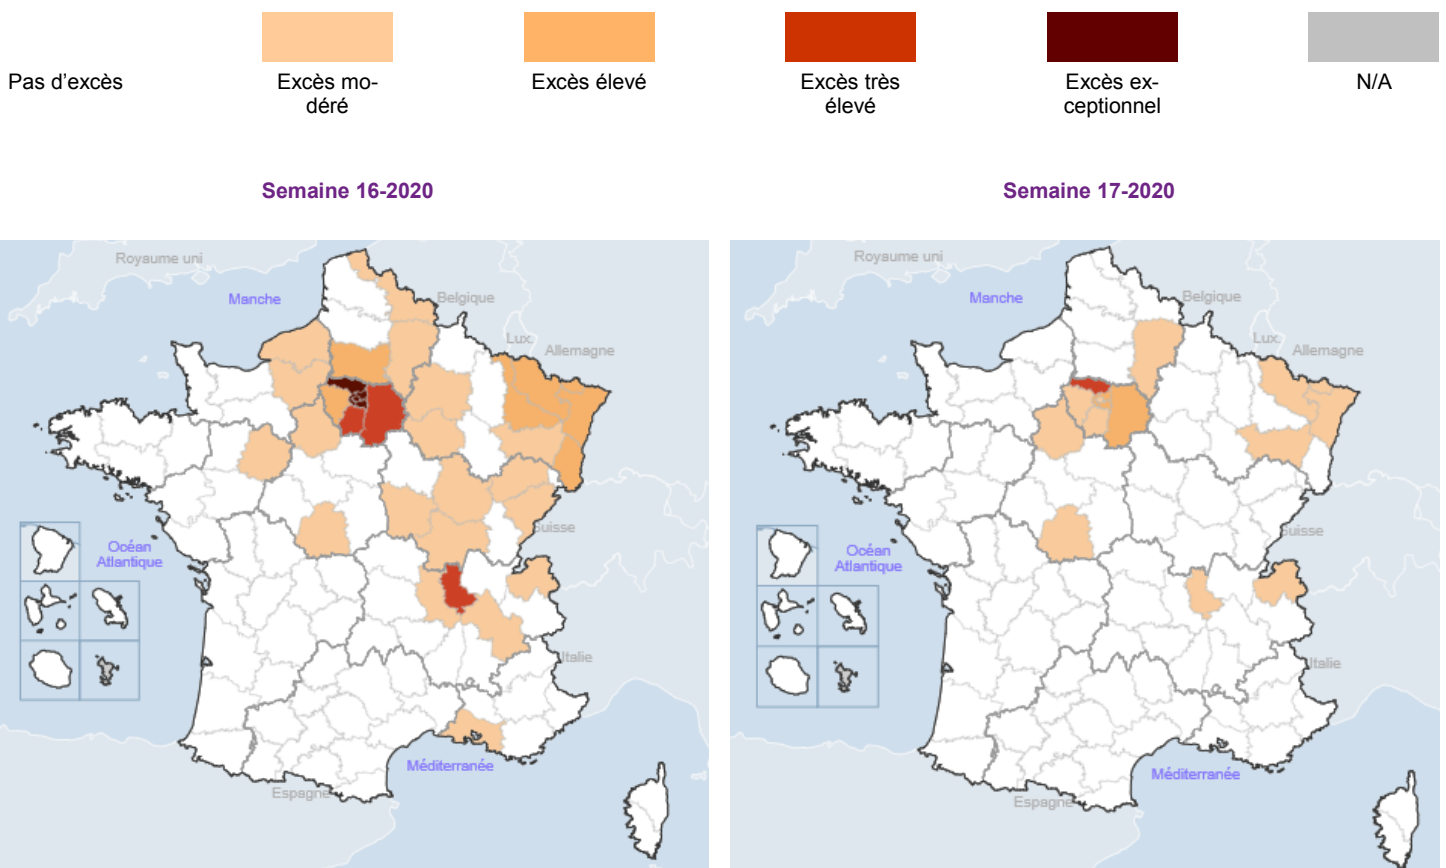 Pas d'excès
Excès mo-
déré
Excès élevé
Excès très
élevé
Excès ex-
ceptionnel
N/A
Semaine 16-2020
Semaine 17-2020
Royaume uni
Manche
Belgique
Lux.
Allemagne
Suisse
Océan
Atlantique
Italie
Méditerranée
Espagne
Royaume uni
Manche
Belgique
Lux.
Allemagne
Suisse
Océan
Atlantique
Italie
Méditerranée
Espagne